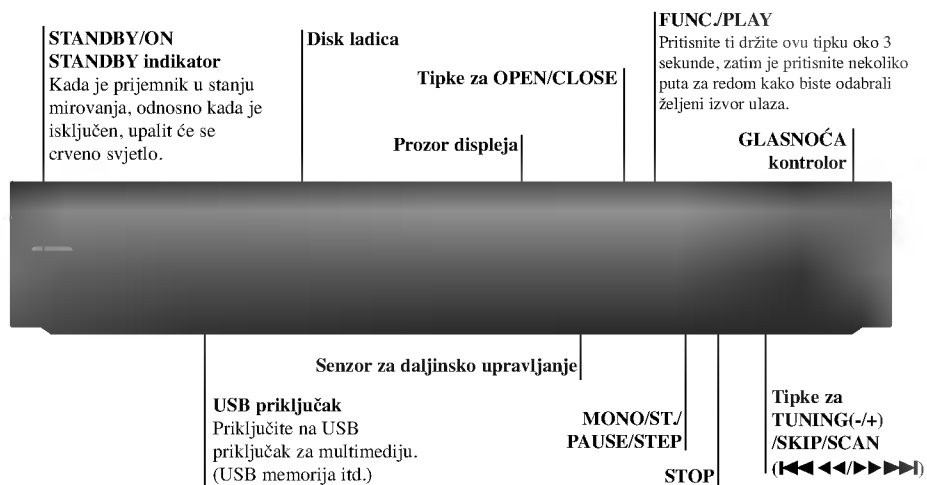 STANDBY/ON
STANDBY indikator
Kada je prijemnik u stanju
mirovanja, odnosno kada je
isključen, upalit će se
crveno svjetlo.
Disk ladica
Tipke za OPEN/CLOSE
Prozor displeja
FUNC./PLAY
Pritisnite ti držite ovu tipku oko 3
sekunde, zatim je pritisnite nekoliko
puta za redom kako biste odabrali
željeni izvor ulaza.
GLASNOĆA
kontrolor
Senzor za daljinsko upravljanje
USB priključak
Priključite na USB
priključak za multimediju.
(USB memorija itd.)
MONO/ST./
PAUSE/STEP
STOP
Tipke za
TUNING(-/+)
/SKIP/SCAN
(|◀◀ ◀◀/▶▶ ▶▶|)